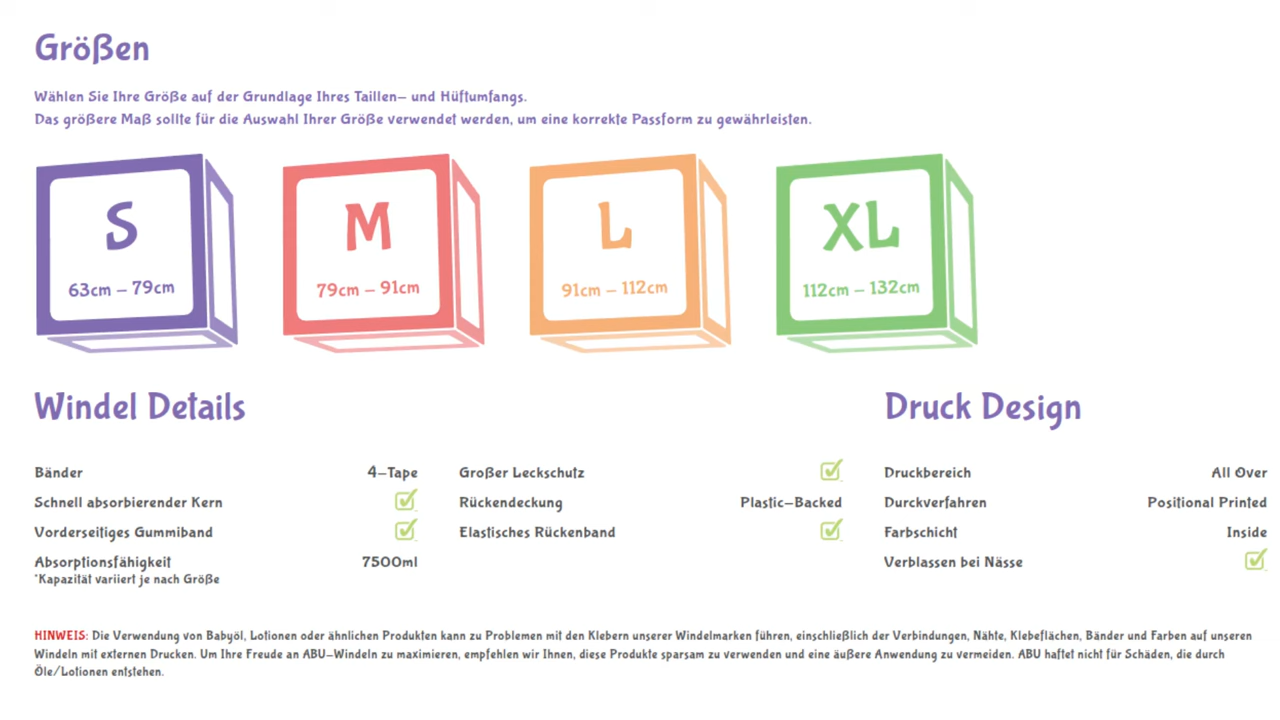 Größen
Wählen Sie Ihre Größe auf der Grundlage Ihres Taillen- und Hüftumfangs.
Das größere Maß sollte für die Auswahl Ihrer Größe verwendet werden, um eine korrekte Passform zu gewährleisten.
S
63cm - 79cm
M
79cm - 91cm
L
91cm - 112cm
XL
112cm - 132cm
Windel Details
Bänder 4-Tape
Schnell absorbierender Kern
Vorderseitiges Gummiband
Absorptionsfähigkeit 7500ml
*Kapazität variiert je nach Größe
Großer Leckschutz
Rückendeckung Plastic-Backed
Elastisches Rückenband
Druck Design
Druckbereich All Over
Durckverfahren Positional Printed
Farbschicht Inside
Verblassen bei Nässe
HINWEIS: Die Verwendung von Babyöl, Lotionen oder ähnlichen Produkten kann zu Problemen mit den Klebern unserer Windelmarken führen, einschließlich der Verbindungen, Nähte, Klebeflächen, Bänder und Farben auf unseren
Windeln mit externen Drucken. Um Ihre Freude an ABU-Windeln zu maximieren, empfehlen wir Ihnen, diese Produkte sparsam zu verwenden und eine äußere Anwendung zu vermeiden. ABU haftet nicht für Schäden, die durch
Öle/Lotionen entstehen.